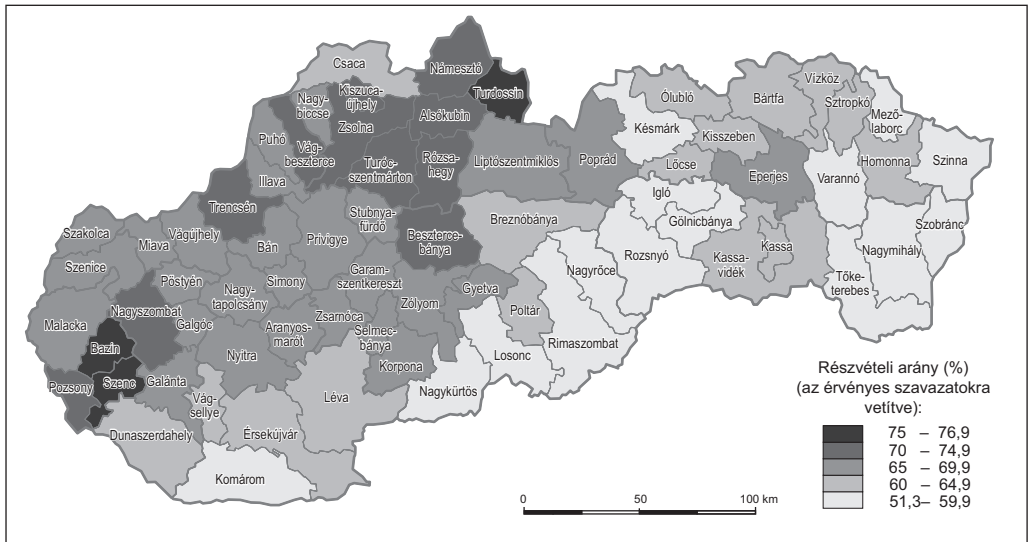 Csaca
Námesztó
Turdossin
Nagy-
biccse
Kiszuca-
újhely
Zsolna
Alsókubin
Puhó
Vág-
beszterce
Turóc-
szentmárton
Rózsa-
hegy
Liptószentmiklós
Poprád
Illava
Késmárk
Ólubló
Bártfa
Vízköz
Sztropkó
Mező-
laborc
Kisszeben
Lőcse
Eperjes
Varannó
Homonna
Szinna
Trencsén
Stubnya-
fürdő
Besztercе-
bánya
Breznóbánya
Igló
Gölnicbánya
Rozsnyó
Kassa-
vidék
Kassa
Szobránc
Nagymihály
Tőke-
terebes
Szakolca
Miava
Vágújhely
Bán
Privigye
Szenice
Pöstyén
Simony
Garam-
szentkereszt
Nagyrőce
Nagy-
tapolcsány
Zólyom
Gyetva
Malacka
Nagyszombat
Galgóc
Aranyos-
marót
Zsarnóca
Selmec-
bánya
Poltár
Rimaszombat
Bazin
Nyitra
Korpona
Losonc
Pozsony
Szenc
Galánta
Vág-
sellye
Léva
Nagykürtös
Dunaszerdahely
Érsekújvár
Komárom
Részvételi arány (%)
(az érvényes szavazatokra
vetítve):
75 – 76,9
70 – 74,9
65 – 69,9
60 – 64,9
51,3– 59,9
0 50 100 km